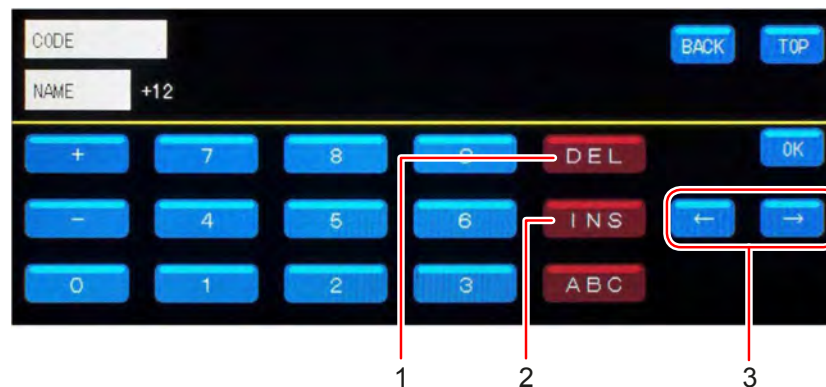 CODE BACK TOP
NAME +12
+ 7 8 9 DEL OK
- 4 5 6 INS ← →
0 1 2 3 ABC
1 2 3